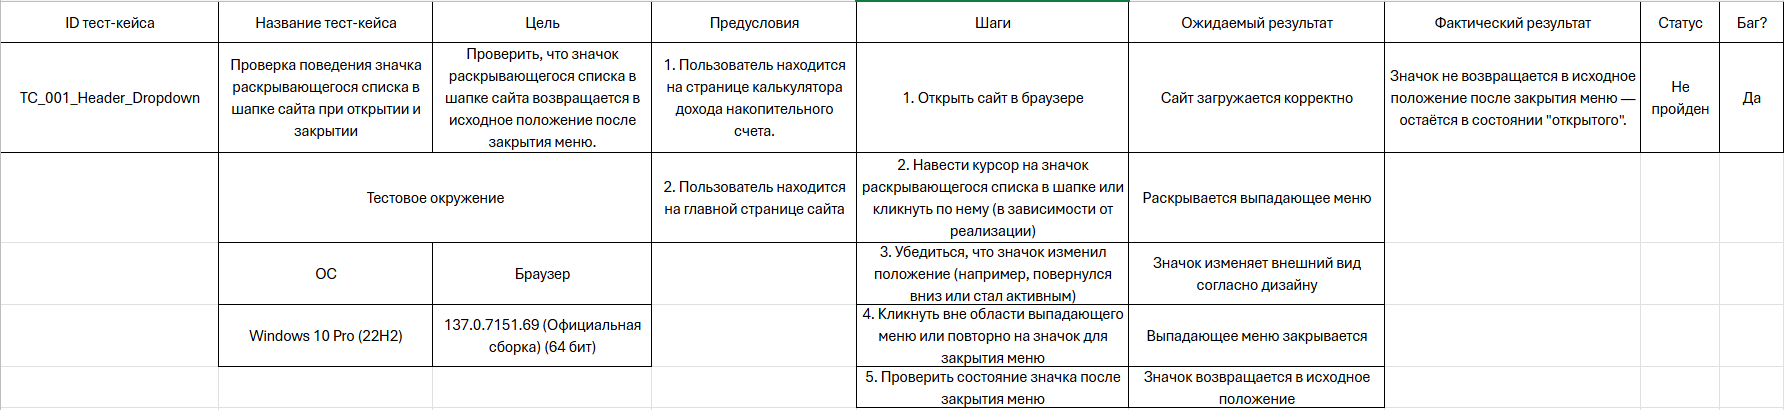 ID тест-кейса
Название тест-кейса
Цель
Предусловия
Шаги
Ожидаемый результат
Фактический результат
Статус
Баг?
TC_001_Header_Dropdown
Проверка поведения значка
раскрывающегося списка в
шапке сайта при открытии и
закрытии
Проверить, что значок
раскрывающегося списка в
шапке сайта возвращается в
исходное положение после
закрытия меню.
1. Пользователь находится
на странице калькулятора
дохода накопительного
счета.
1. Открыть сайт в браузере
Сайт загружается корректно
Значок не возвращается в исходное
положение после закрытия меню —
остаётся в состоянии "открытого".
Не
пройден
Да
Тестовое окружение
2. Пользователь находится
на главной странице сайта
2. Навести курсор на значок
раскрывающегося списка в шапке или
кликнуть по нему (в зависимости от
реализации)
Раскрывается выпадающее меню
ОС
Браузер
3. Убедиться, что значок изменил
положение (например, повернулся
вниз или стал активным)
Значок изменяет внешний вид
согласно дизайну
Windows 10 Pro (22H2)
137.0.7151.69 (Официальная
сборка) (64 бит)
4. Кликнуть вне области выпадающего
меню или повторно на значок для
закрытия меню
Выпадающее меню закрывается
5. Проверить состояние значка после
закрытия меню
Значок возвращается в исходное
положение